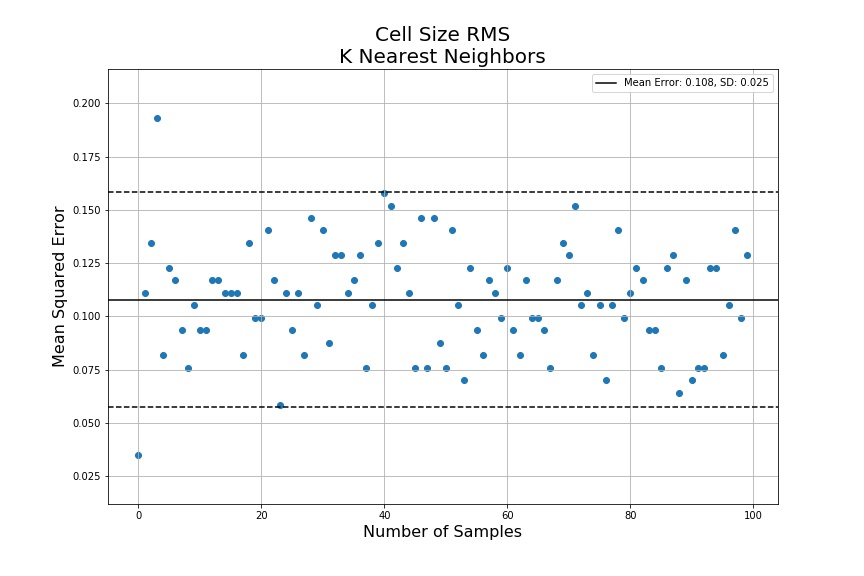 Cell Size RMS
K Nearest Neighbors
Mean Error: 0.108, SD: 0.025
Mean Squared Error
0.200
0.175
0.150
0.125
0.100
0.075
0.050
0.025
0 20 40 60 80 100
Number of Samples